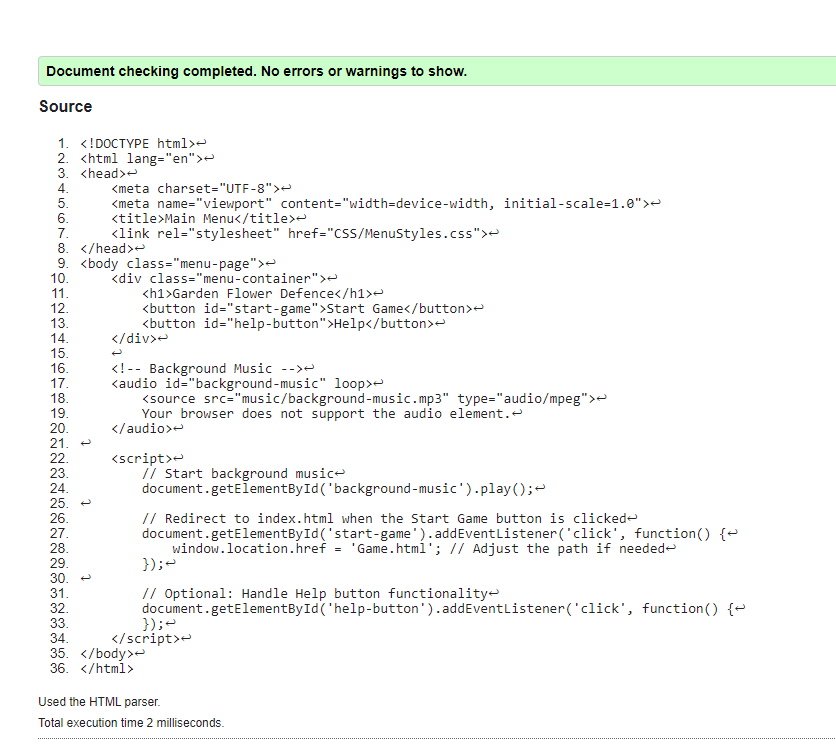 Document checking completed. No errors or warnings to show.
Source
1. <!DOCTYPE html>↩
2. <html lang="en">↩
3. <head>↩
4.     <meta charset="UTF-8">↩
5.     <meta name="viewport" content="width=device-width, initial-scale=1.0">↩
6.     <title>Main Menu</title>↩
7.     <link rel="stylesheet" href="CSS/MenuStyles.css">↩
8. </head>↩
9. <body class="menu-page">↩
10.     <div class="menu-container">↩
11.         <h1>Garden Flower Defence</h1>↩
12.         <button id="start-game">Start Game</button>↩
13.         <button id="help-button">Help</button>↩
14.     </div>↩
15.     ↩
16.     <!-- Background Music -->↩
17.     <audio id="background-music" loop>↩
18.         <source src="music/background-music.mp3" type="audio/mpeg">↩
19.         Your browser does not support the audio element.↩
20.     </audio>↩
21. ↩
22.     <script>↩
23.         // Start background music↩
24.         document.getElementById('background-music').play();↩
25. ↩
26.         // Redirect to index.html when the Start Game button is clicked↩
27.         document.getElementById('start-game').addEventListener('click', function() {↩
28.             window.location.href = 'Game.html'; // Adjust the path if needed↩
29.         });↩
30. ↩
31.         // Optional: Handle Help button functionality↩
32.         document.getElementById('help-button').addEventListener('click', function() {↩
33.         });↩
34.     </script>↩
35. </body>↩
36. </html>
Used the HTML parser.
Total execution time 2 milliseconds.